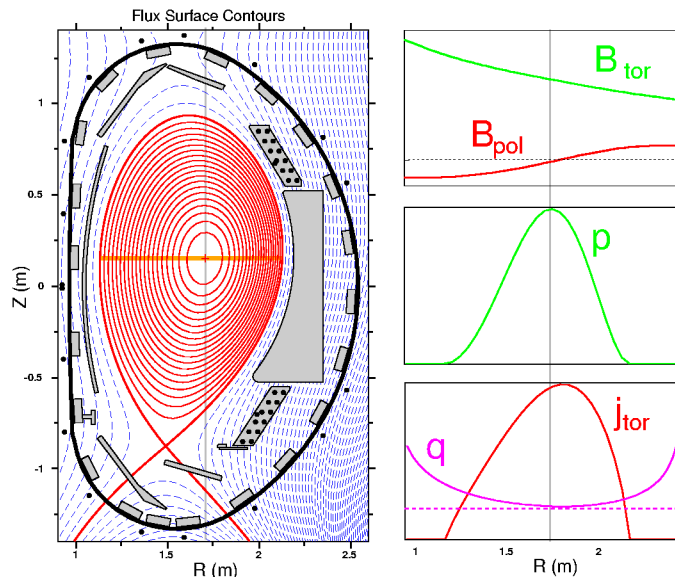 Flux Surface Contours
Z (m)
1
0.5
0
-0.5
-1
1
1.5
2
2.5
R (m)
B tor
B pol
p
q
j tor
1.5
2
R (m)